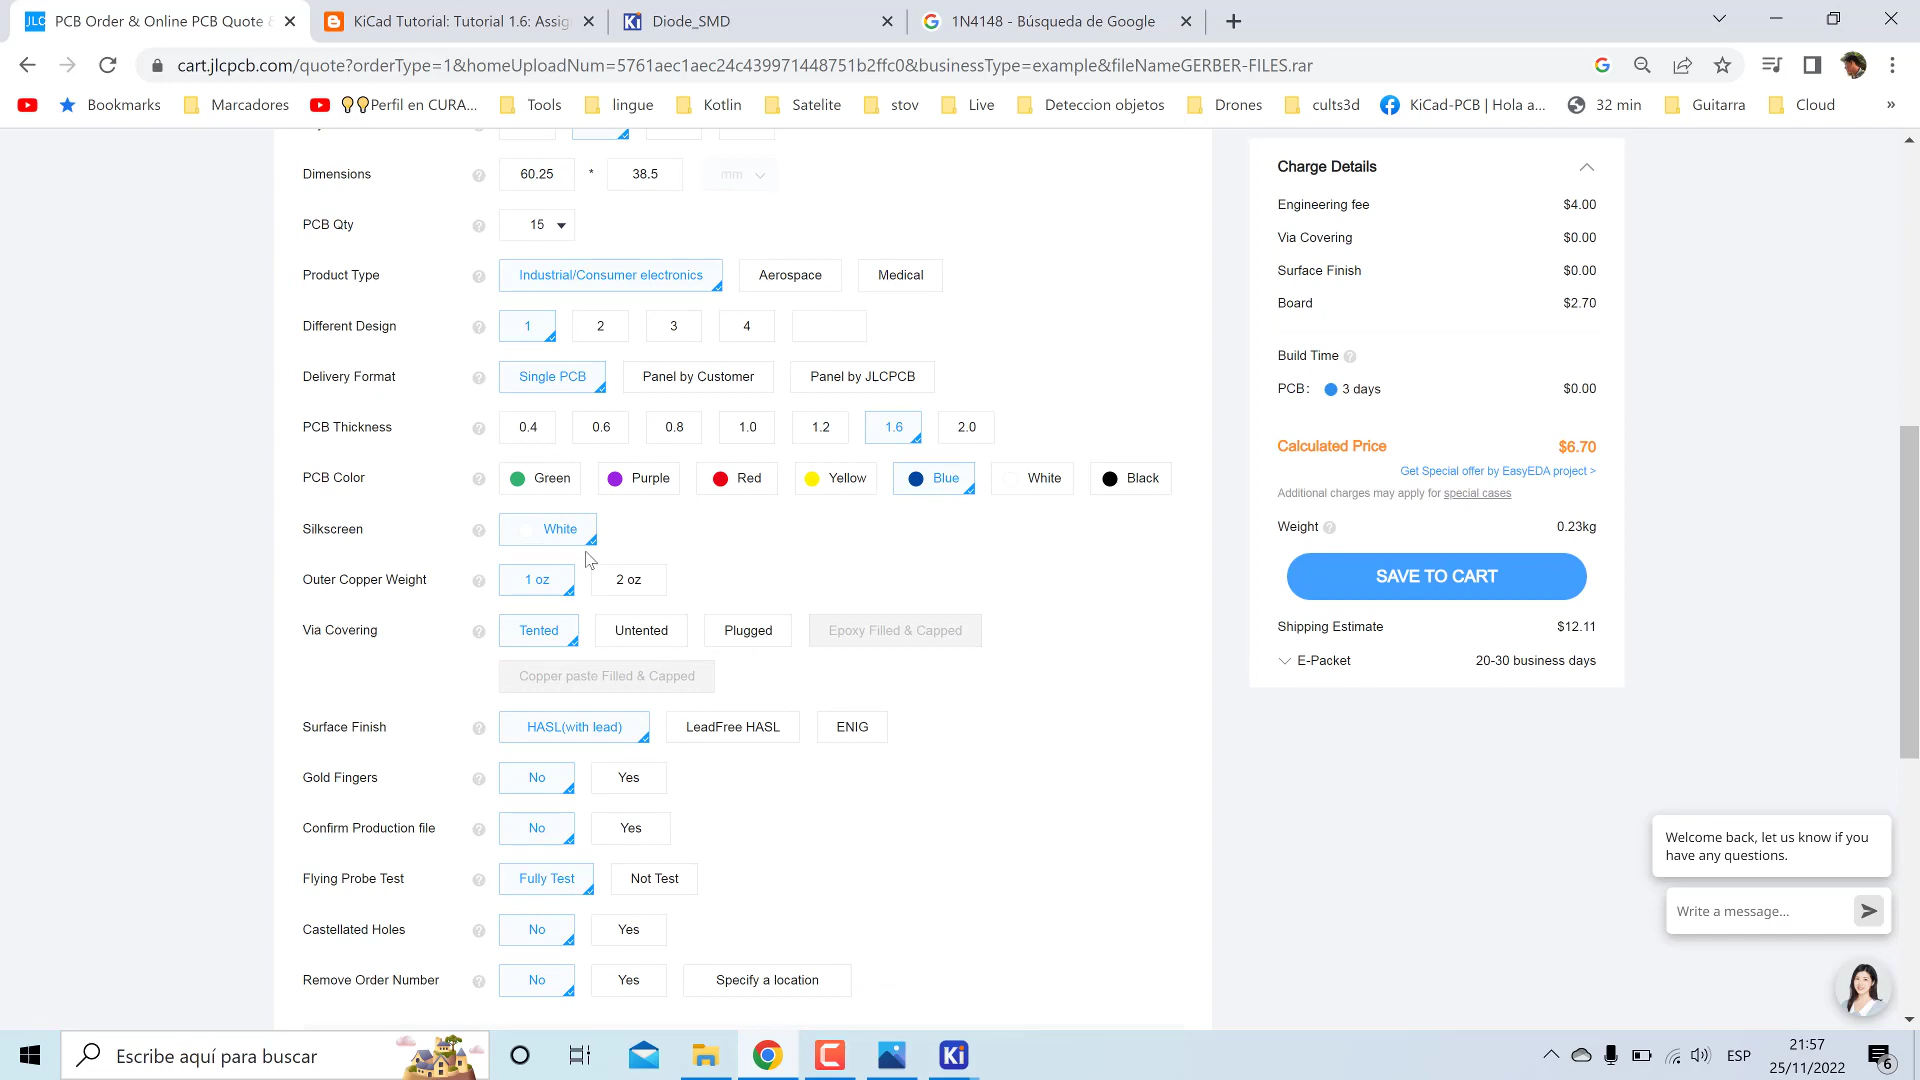 JLC PCB Order & Online PCB Quote &
KiCad Tutorial: Tutorial 1.6: Assig
Ki Diode_SMD
1N4148 - Búsqueda de Google
cart.jlcpcb.com/quote?orderType=1&homeUploadNum=5761aec1aec24c439971448751b2ffc0&businessType=example&fileNameGERBER-FILES.rar
Bookmarks Marcadores Perfil en CURA... Tools lingue Kotlin Satelite stov Live Deteccion objetos Drones cults3d KiCad-PCB | Hola a... 32 min Guitarra Cloud »
Dimensions 60.25 * 38.5 mm
PCB Qty 15
Product Type Industrial/Consumer electronics Aerospace Medical
Different Design 1 2 3 4
Delivery Format Single PCB Panel by Customer Panel by JLCPCB
PCB Thickness 0.4 0.6 0.8 1.0 1.2 1.6 2.0
PCB Color Green Purple Red Yellow Blue White Black
Silkscreen White
Outer Copper Weight 1 oz 2 oz
Via Covering Tented Untented Plugged Epoxy Filled & Capped
Copper paste Filled & Capped
Surface Finish HASL(with lead) LeadFree HASL ENIG
Gold Fingers No Yes
Confirm Production file No Yes
Flying Probe Test Fully Test Not Test
Castellated Holes No Yes
Remove Order Number No Yes Specify a location
Charge Details
Engineering fee $4.00
Via Covering $0.00
Surface Finish $0.00
Board $2.70
Build Time
PCB: 3 days $0.00
Calculated Price $6.70
Get Special offer by EasyEDA project >
Additional charges may apply for special cases
Weight 0.23kg
SAVE TO CART
Shipping Estimate $12.11
E-Packet 20-30 business days
Welcome back, let us know if you
have any questions.
Write a message...
Escribe aquí para buscar
Ki
ESP
21:57
25/11/2022
6